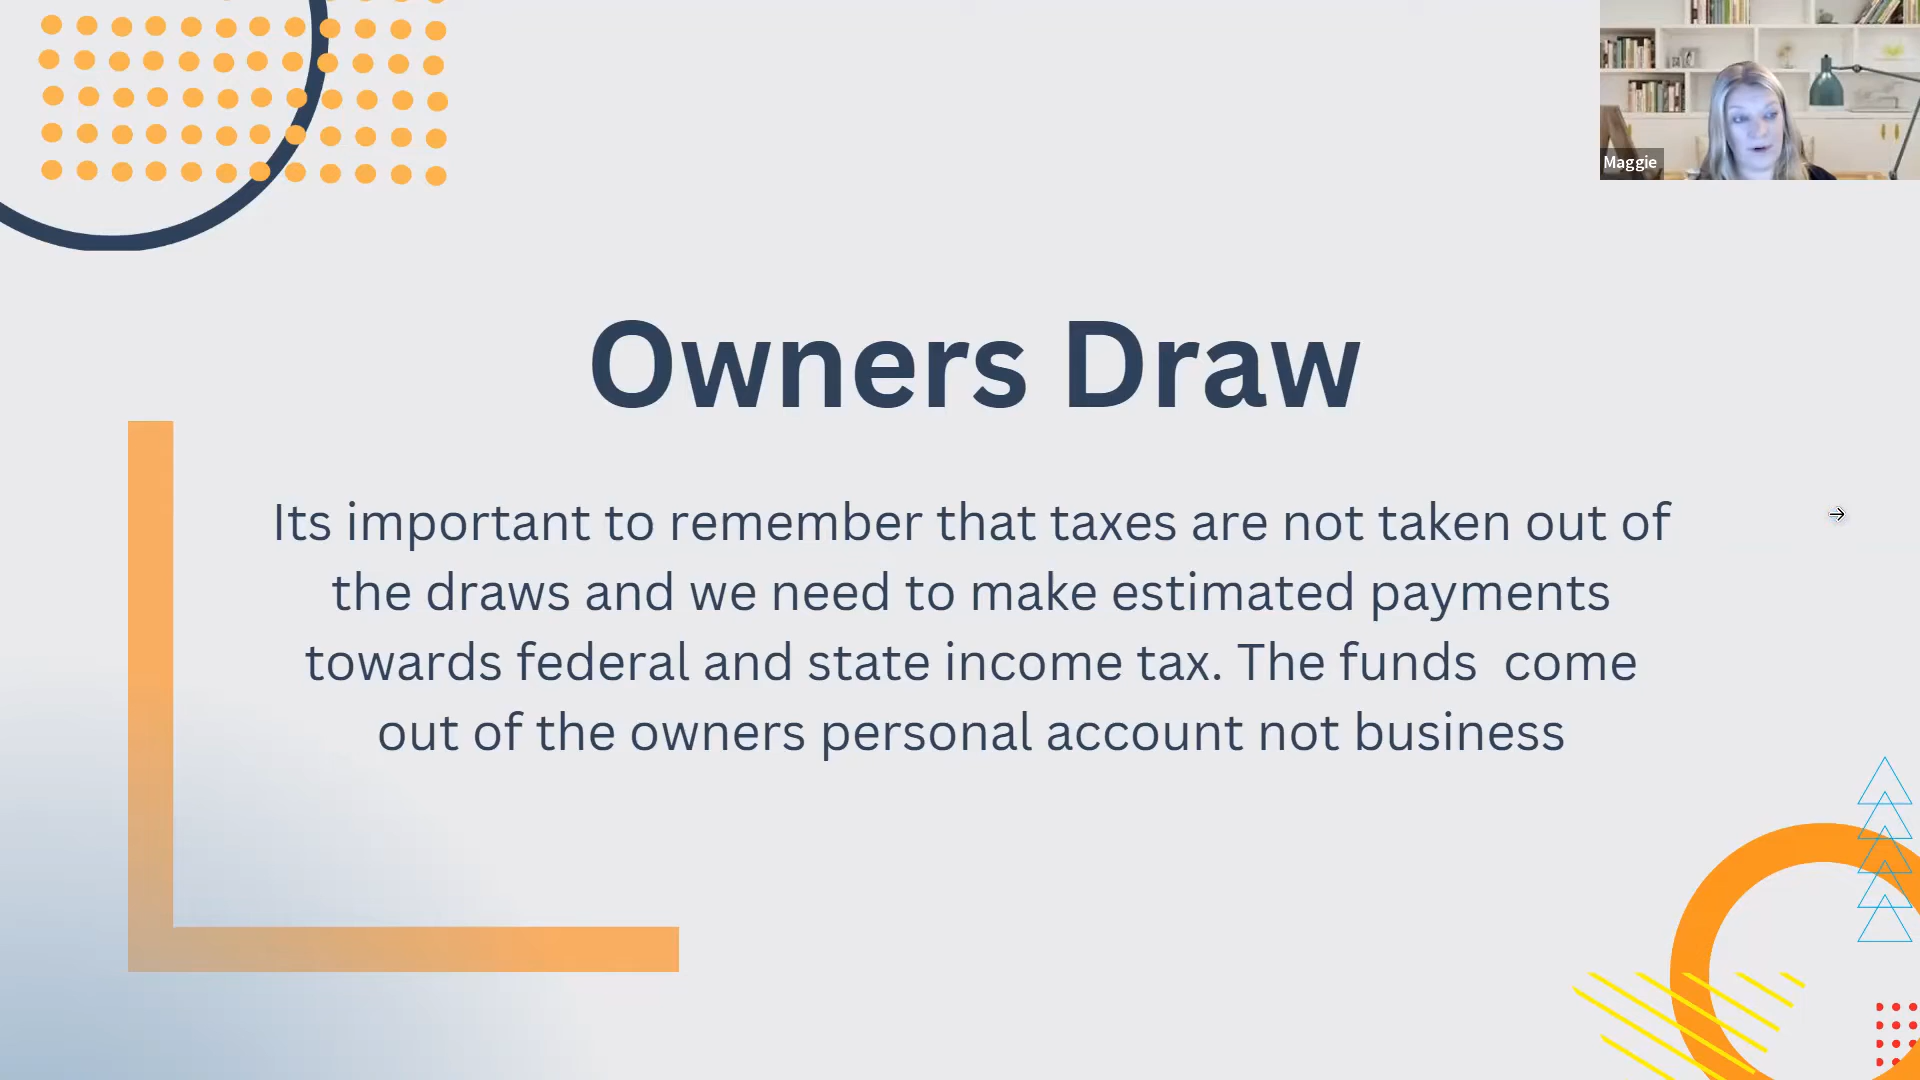 Maggie
Owners Draw
Its important to remember that taxes are not taken out of
the draws and we need to make estimated payments
towards federal and state income tax. The funds  come
out of the owners personal account not business